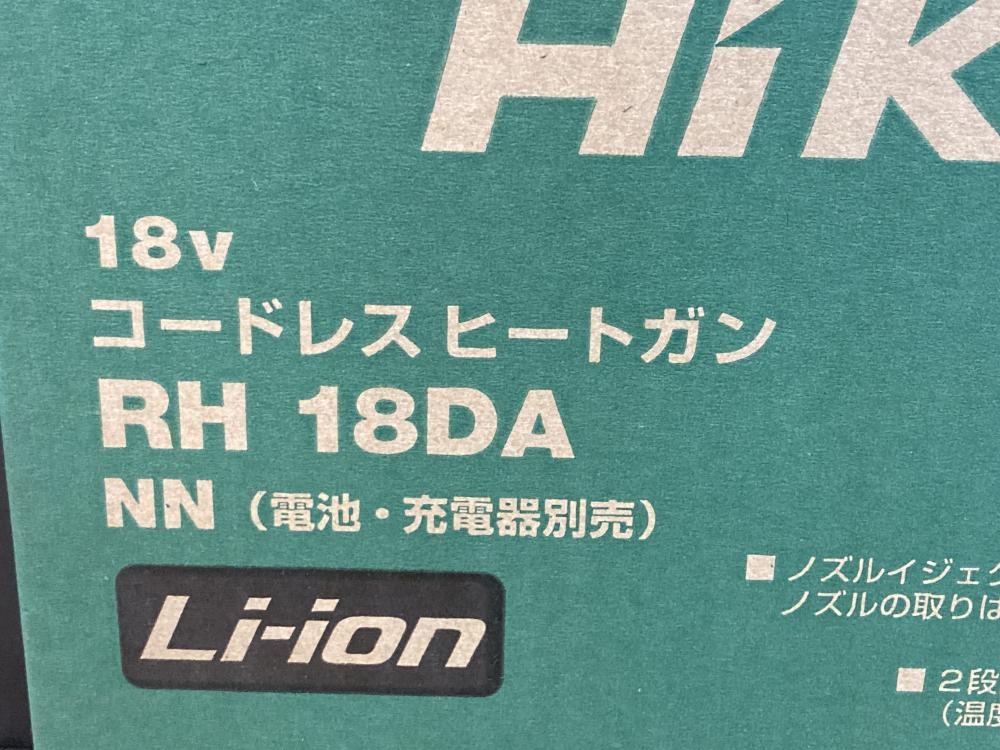 HiK
18v
コードレス ヒートガン
RH 18DA
NN（電池・充電器別売）
Li-ion
■ ノズルイジェク
ノズルの取りは
■ 2段
（温度